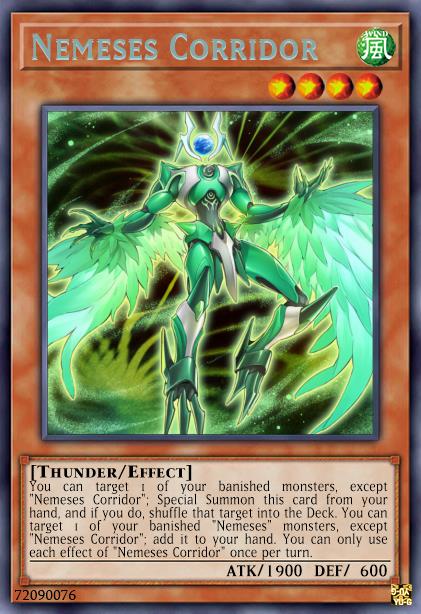 NEMESES CORRIDOR
WIND
風
[THUNDER/EFFECT]
You can target 1 of your banished monsters, except
"Nemeses Corridor"; Special Summon this card from your
hand, and if you do, shuffle that target into the Deck. You can
target 1 of your banished "Nemeses" monsters, except
"Nemeses Corridor"; add it to your hand. You can only use
each effect of "Nemeses Corridor" once per turn.
ATK/1900 DEF/ 600
72090076